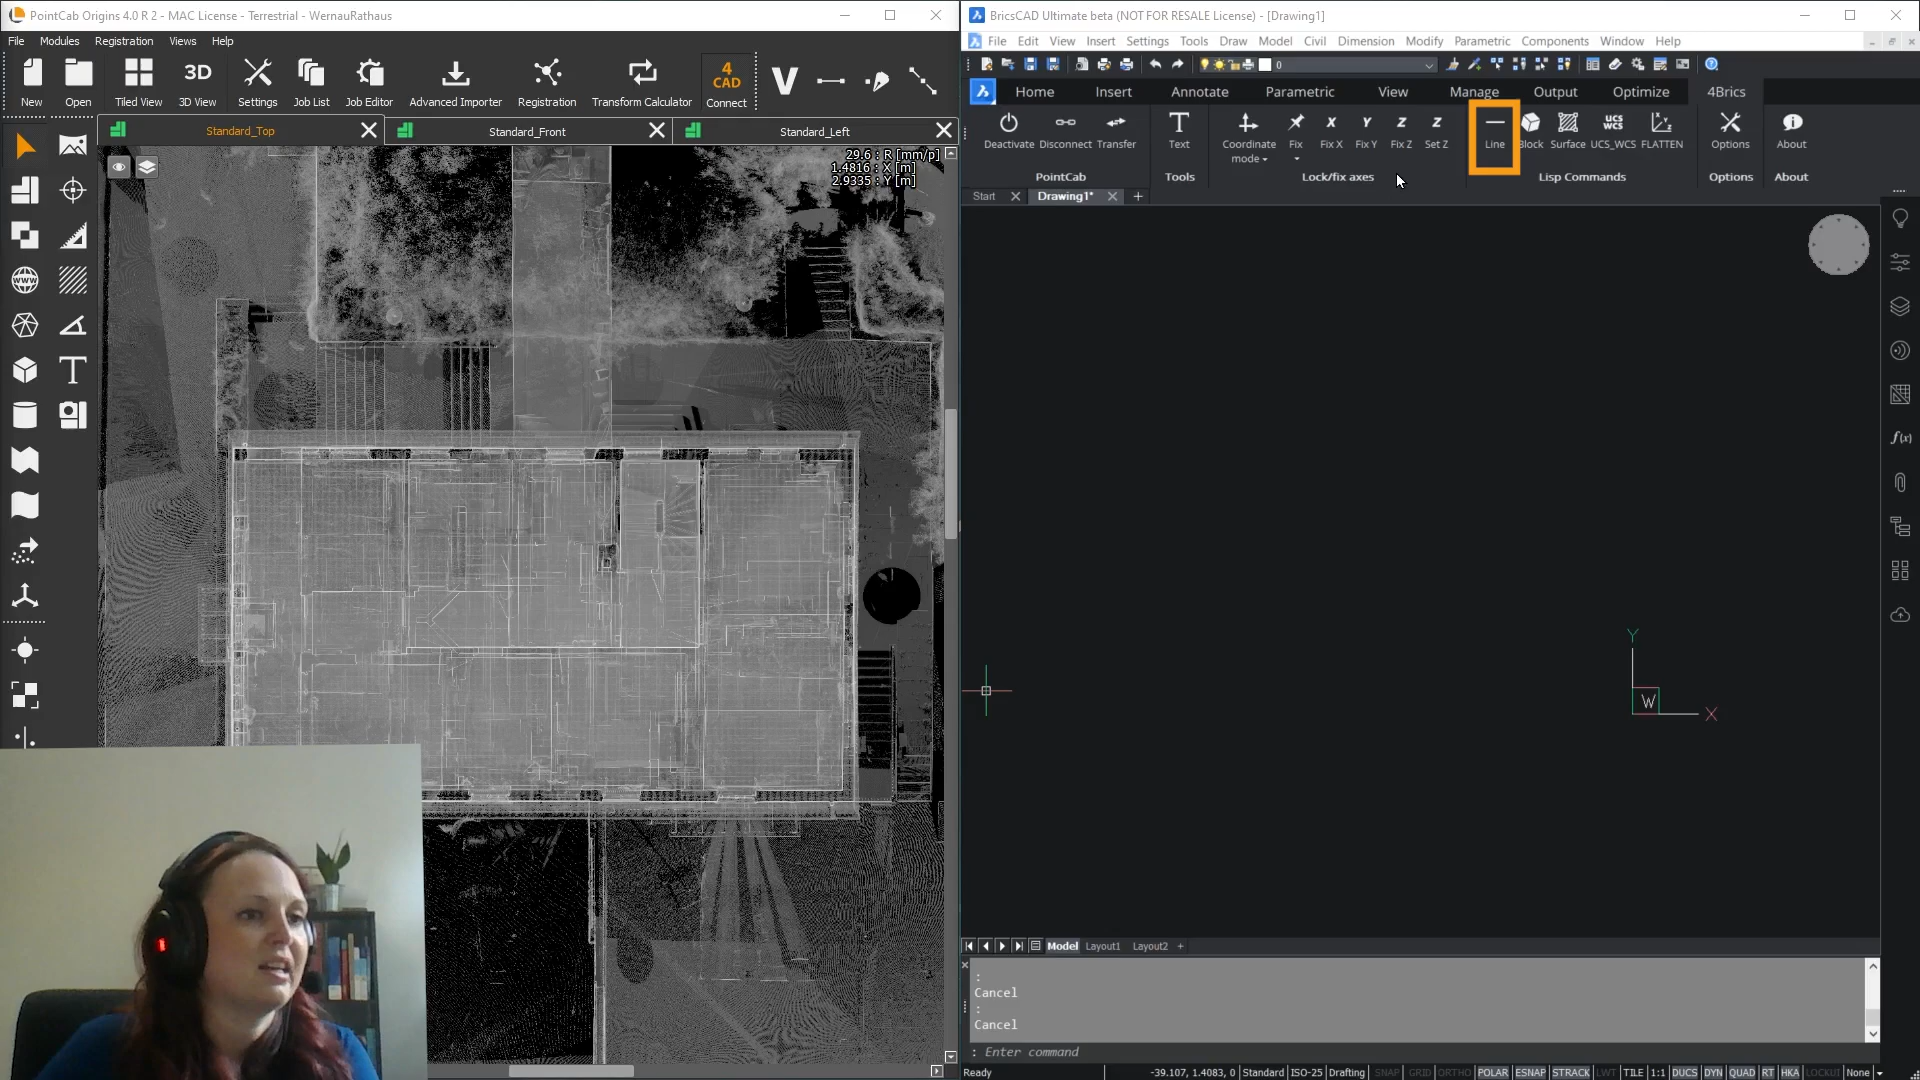 PointCab Origins 4.0 R 2 - MAC License - Terrestrial - WernauRathaus
File Modules Registration Views Help
New Open Tiled View 3D 3D View Settings Job List Job Editor Advanced Importer Registration Transform Calculator 4 CAD Connect V
Standard_Top Standard_Front Standard_Left
29.6 : R [mm/p]
1.4816 : X [m]
2.9335 : Y [m]
WWW
T
BricsCAD Ultimate beta (NOT FOR RESALE License) - [Drawing1]
File Edit View Insert Settings Tools Draw Model Civil Dimension Modify Parametric Components Window Help
0
Home Insert Annotate Parametric View Manage Output Optimize 4Brics
T X Y Z Z UCS WCS
Deactivate Disconnect Transfer Text Coordinate mode Fix Fix X Fix Y Fix Z Set Z Line Block Surface UCS_WCS FLATTEN Options About
PointCab Tools Lock/fix axes Lisp Commands Options About
Start Drawing1* +
f(x)
Y
W X
Model Layout1 Layout2 +
:
Cancel
:
Cancel
: Enter command
Ready -39.107, 1.4083, 0 Standard ISO-25 Drafting SNAP GRID ORTHO POLAR ESNAP STRACK LWT TILE 1:1 DUCS DYN QUAD RT HKA LOCKUI None